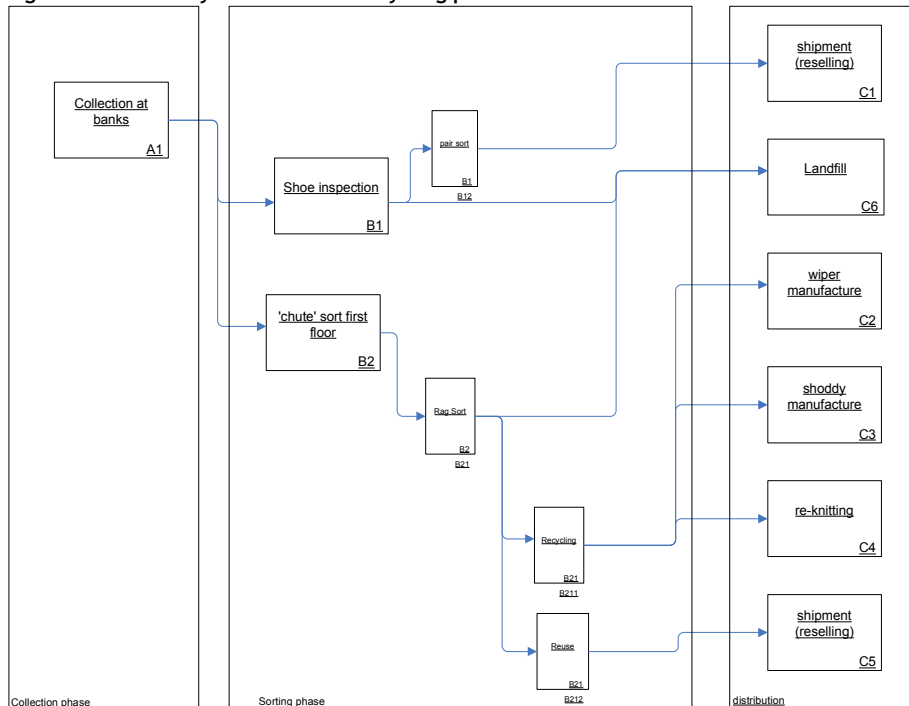 Collection at
banks
A1
Shoe inspection
B1
pair sort
B1
B12
'chute' sort first
floor
B2
Rag Sort
B2
B21
Recycling
B21
B211
Reuse
B21
B212
shipment
(reselling)
C1
Landfill
C6
wiper
manufacture
C2
shoddy
manufacture
C3
re-knitting
C4
shipment
(reselling)
C5
Collection phase
Sorting phase
distribution